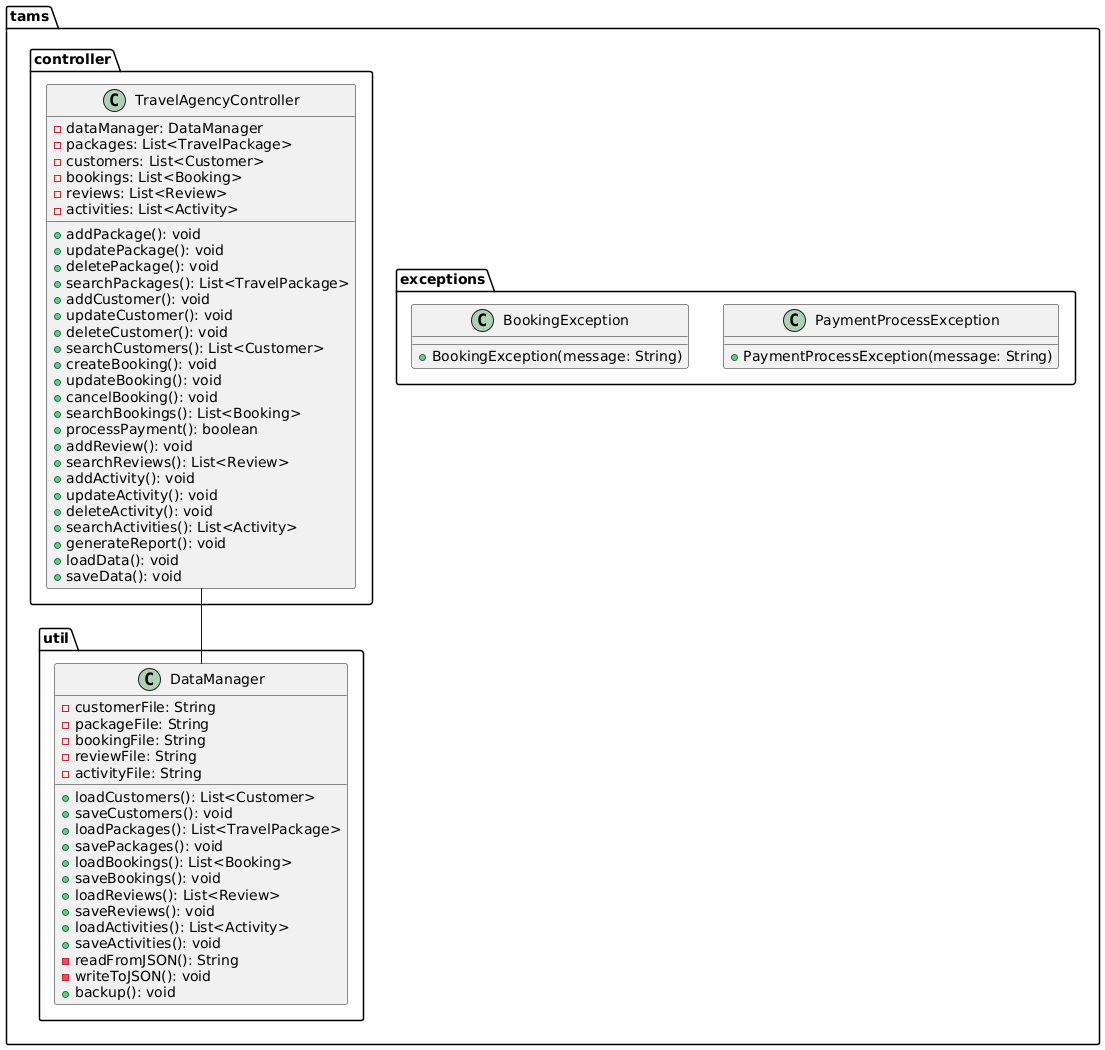 tams
controller
C TravelAgencyController
dataManager: DataManager
packages: List<TravelPackage>
customers: List<Customer>
bookings: List<Booking>
reviews: List<Review>
activities: List<Activity>
addPackage(): void
updatePackage(): void
deletePackage(): void
searchPackages(): List<TravelPackage>
addCustomer(): void
updateCustomer(): void
deleteCustomer(): void
searchCustomers(): List<Customer>
createBooking(): void
updateBooking(): void
cancelBooking(): void
searchBookings(): List<Booking>
processPayment(): boolean
addReview(): void
searchReviews(): List<Review>
addActivity(): void
updateActivity(): void
deleteActivity(): void
searchActivities(): List<Activity>
generateReport(): void
loadData(): void
saveData(): void
exceptions
C BookingException
BookingException(message: String)
C PaymentProcessException
PaymentProcessException(message: String)
util
C DataManager
customerFile: String
packageFile: String
bookingFile: String
reviewFile: String
activityFile: String
loadCustomers(): List<Customer>
saveCustomers(): void
loadPackages(): List<TravelPackage>
savePackages(): void
loadBookings(): List<Booking>
saveBookings(): void
loadReviews(): List<Review>
saveReviews(): void
loadActivities(): List<Activity>
saveActivities(): void
readFromJSON(): String
writeToJSON(): void
backup(): void